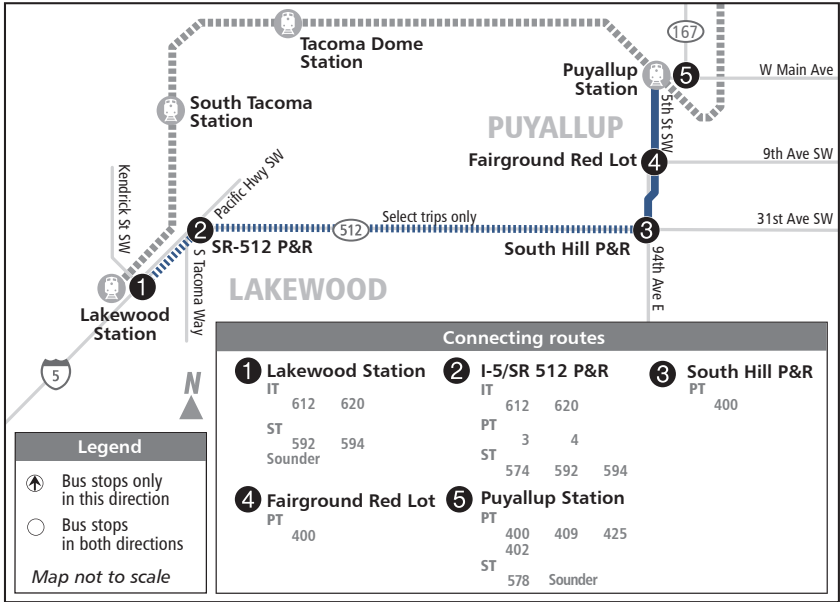 167
Tacoma Dome
Station
Puyallup
Station
5
W Main Ave
South Tacoma
Station
5th St SW
PUYALLUP
Fairground Red Lot
4
9th Ave SW
Kendrick St SW
Pacific Hwy SW
2
SR-512 P&R
512
Select trips only
South Hill P&R
3
31st Ave SW
S Tacoma Way
94th Ave E
1
LAKEWOOD
Lakewood
Station
5
N
Connecting routes
1 Lakewood Station
IT
612 620
ST
592 594
Sounder
2 I-5/SR 512 P&R
IT
612 620
PT
3 4
ST
574 592 594
3 South Hill P&R
PT
400
4 Fairground Red Lot
PT
400
5 Puyallup Station
PT
400 409 425
402
ST
578 Sounder
Legend
Bus stops only
in this direction
Bus stops
in both directions
Map not to scale